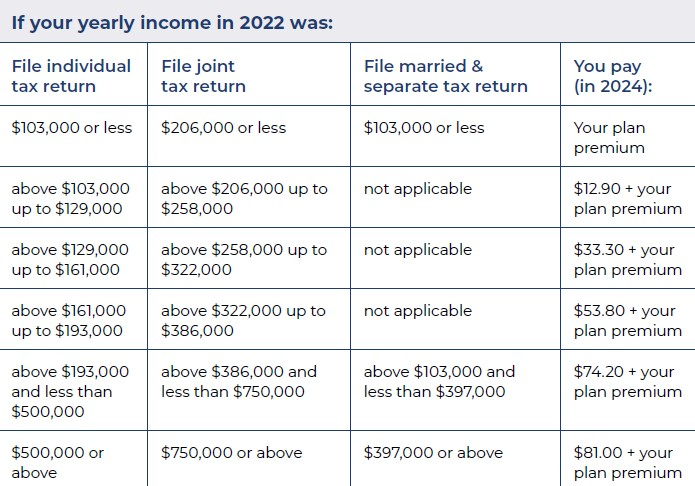 If your yearly income in 2022 was:
File individual
tax return
File joint
tax return
File married &
separate tax return
You pay
(in 2024):
$103,000 or less
$206,000 or less
$103,000 or less
Your plan
premium
above $103,000
up to $129,000
above $206,000 up to
$258,000
not applicable
$12.90 + your
plan premium
above $129,000
up to $161,000
above $258,000 up to
$322,000
not applicable
$33.30 + your
plan premium
above $161,000
up to $193,000
above $322,000 up to
$386,000
not applicable
$53.80 + your
plan premium
above $193,000
and less than
$500,000
above $386,000 and
less than $750,000
above $103,000 and
less than $397,000
$74.20 + your
plan premium
$500,000 or
above
$750,000 or above
$397,000 or above
$81.00 + your
plan premium